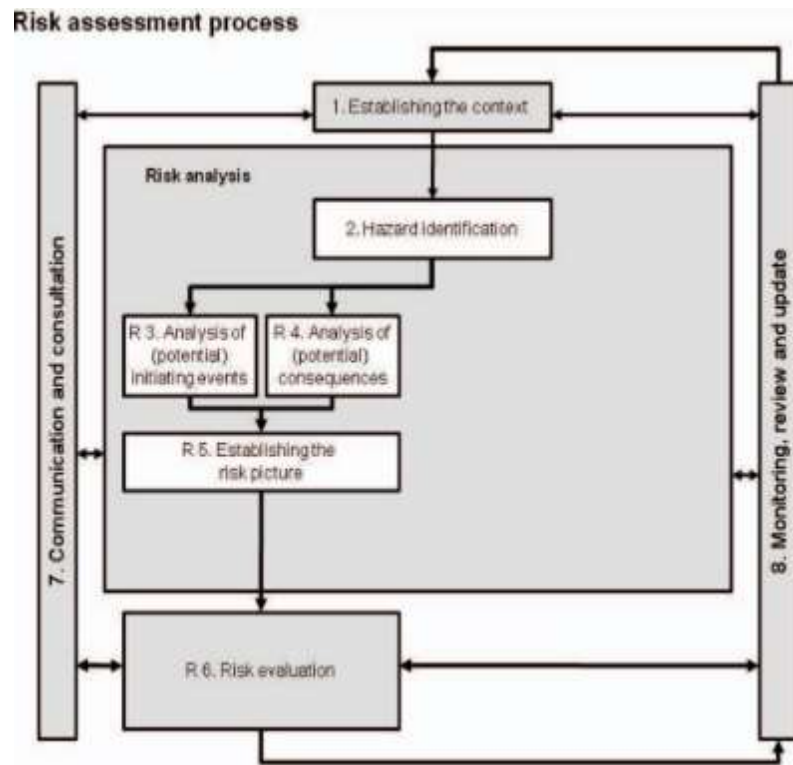 Risk assessment process
1. Establishing the context
Risk analysis
2. Hazard identification
R 3. Analysis of
(potential)
initiating events
R 4. Analysis of
(potential)
consequences
R 5. Establishing the
risk picture
R 6. Risk evaluation
7. Communication and consultation
8. Monitoring, review and update